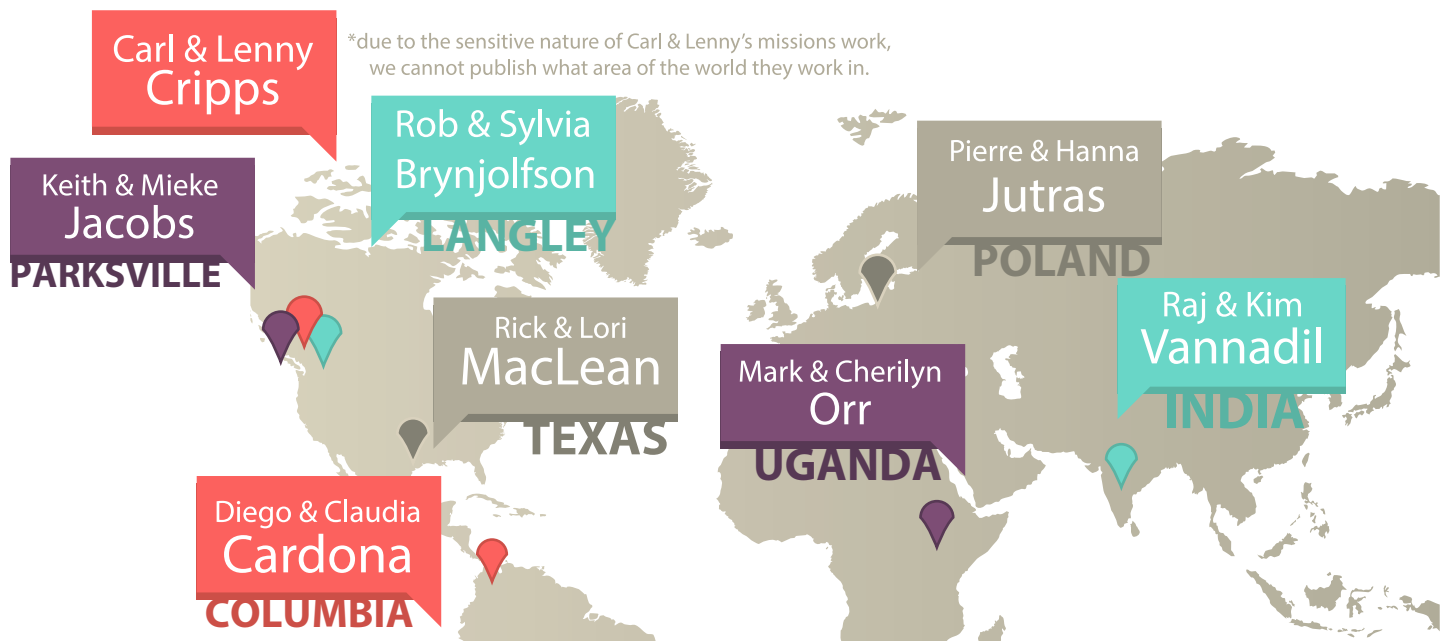 Carl & Lenny
Cripps
*due to the sensitive nature of Carl & Lenny’s missions work,
we cannot publish what area of the world they work in.
Rob & Sylvia
Brynjolfson
LANGLEY
Keith & Mieke
Jacobs
PARKSVILLE
Pierre & Hanna
Jutras
POLAND
Rick & Lori
MacLean
TEXAS
Raj & Kim
Vannadil
INDIA
Mark & Cherilyn
Orr
UGANDA
Diego & Claudia
Cardona
COLUMBIA